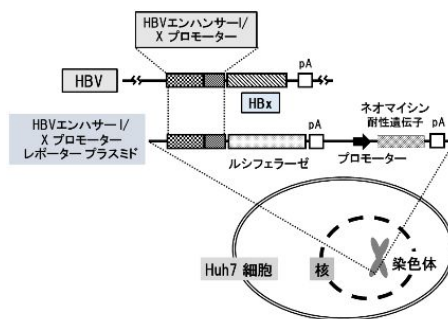 HBVエンハンサーI/
X プロモーター
HBV
pA
HBx
ネオマイシン
耐性遺伝子
HBVエンハサーI/
X プロモーター
レポーター プラスミド
pA
pA
ルシフェラーゼ
プロモーター
Huh7 細胞
核
染色体